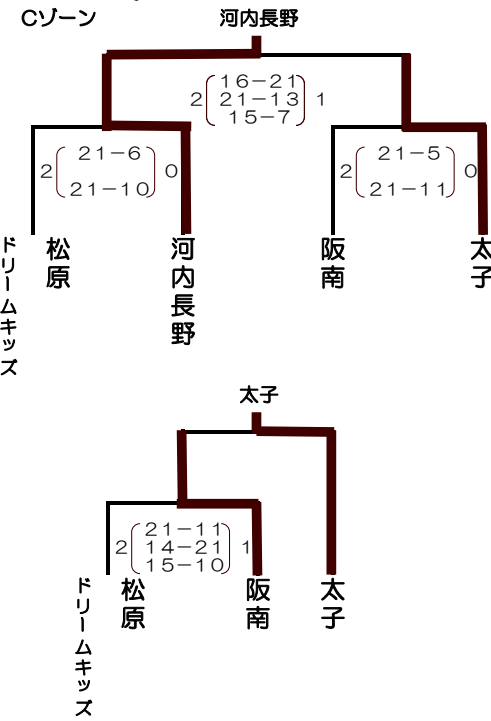 Cゾーン
河内長野
16－21
2 21－13 1
15－7
21－6
2 0
21－10
21－5
2 0
21－11
松原ドリームキッズ
河内長野
阪南
太子
太子
21－11
2 14－21 1
15－10
松原ドリームキッズ
阪南
太子